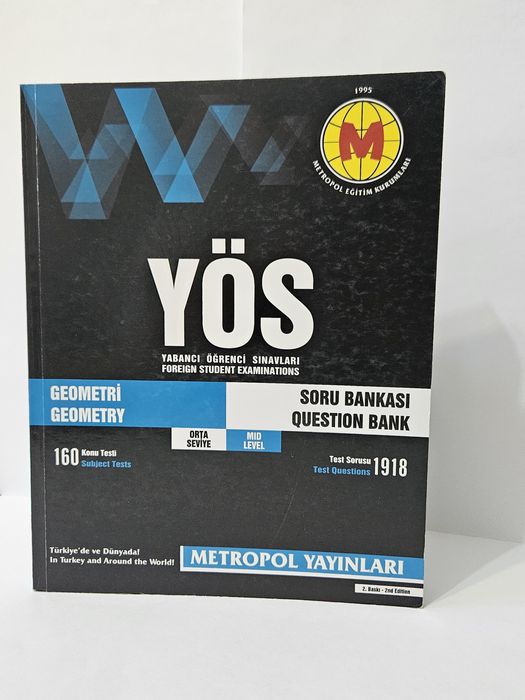 1995
M
METROPOL EĞİTİM KURUMLARI
YÖS
YABANCI ÖĞRENCİ SINAVLARI
FOREIGN STUDENT EXAMINATIONS
GEOMETRİ
GEOMETRY
SORU BANKASI
QUESTION BANK
ORTA
SEVİYE
MID
LEVEL
160 Konu Testi
Subject Tests
Test Sorusu
Test Questions 1918
Türkiye'de ve Dünyada!
In Turkey and Around the World!
METROPOL YAYINLARI
2. Baskı - 2nd Edition